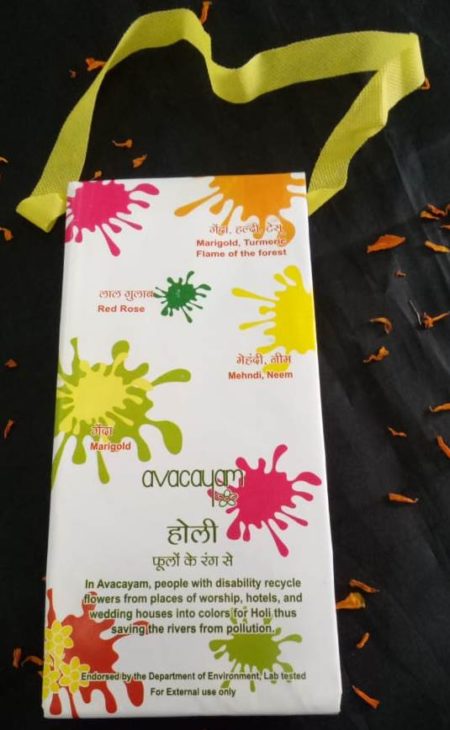 गेंदा, हल्दी, टेसू
Marigold, Turmeric
Flame of the forest
लाल गुलाब
Red Rose
मेहंदी, नीम
Mehndi, Neem
गेंदा
Marigold
avacayam
होली
फूलों के रंग से
In Avacayam, people with disability recycle
flowers from places of worship, hotels, and
wedding houses into colors for Holi thus
saving the rivers from pollution.
Endorsed by the Department of Environment, Lab tested
For External use only